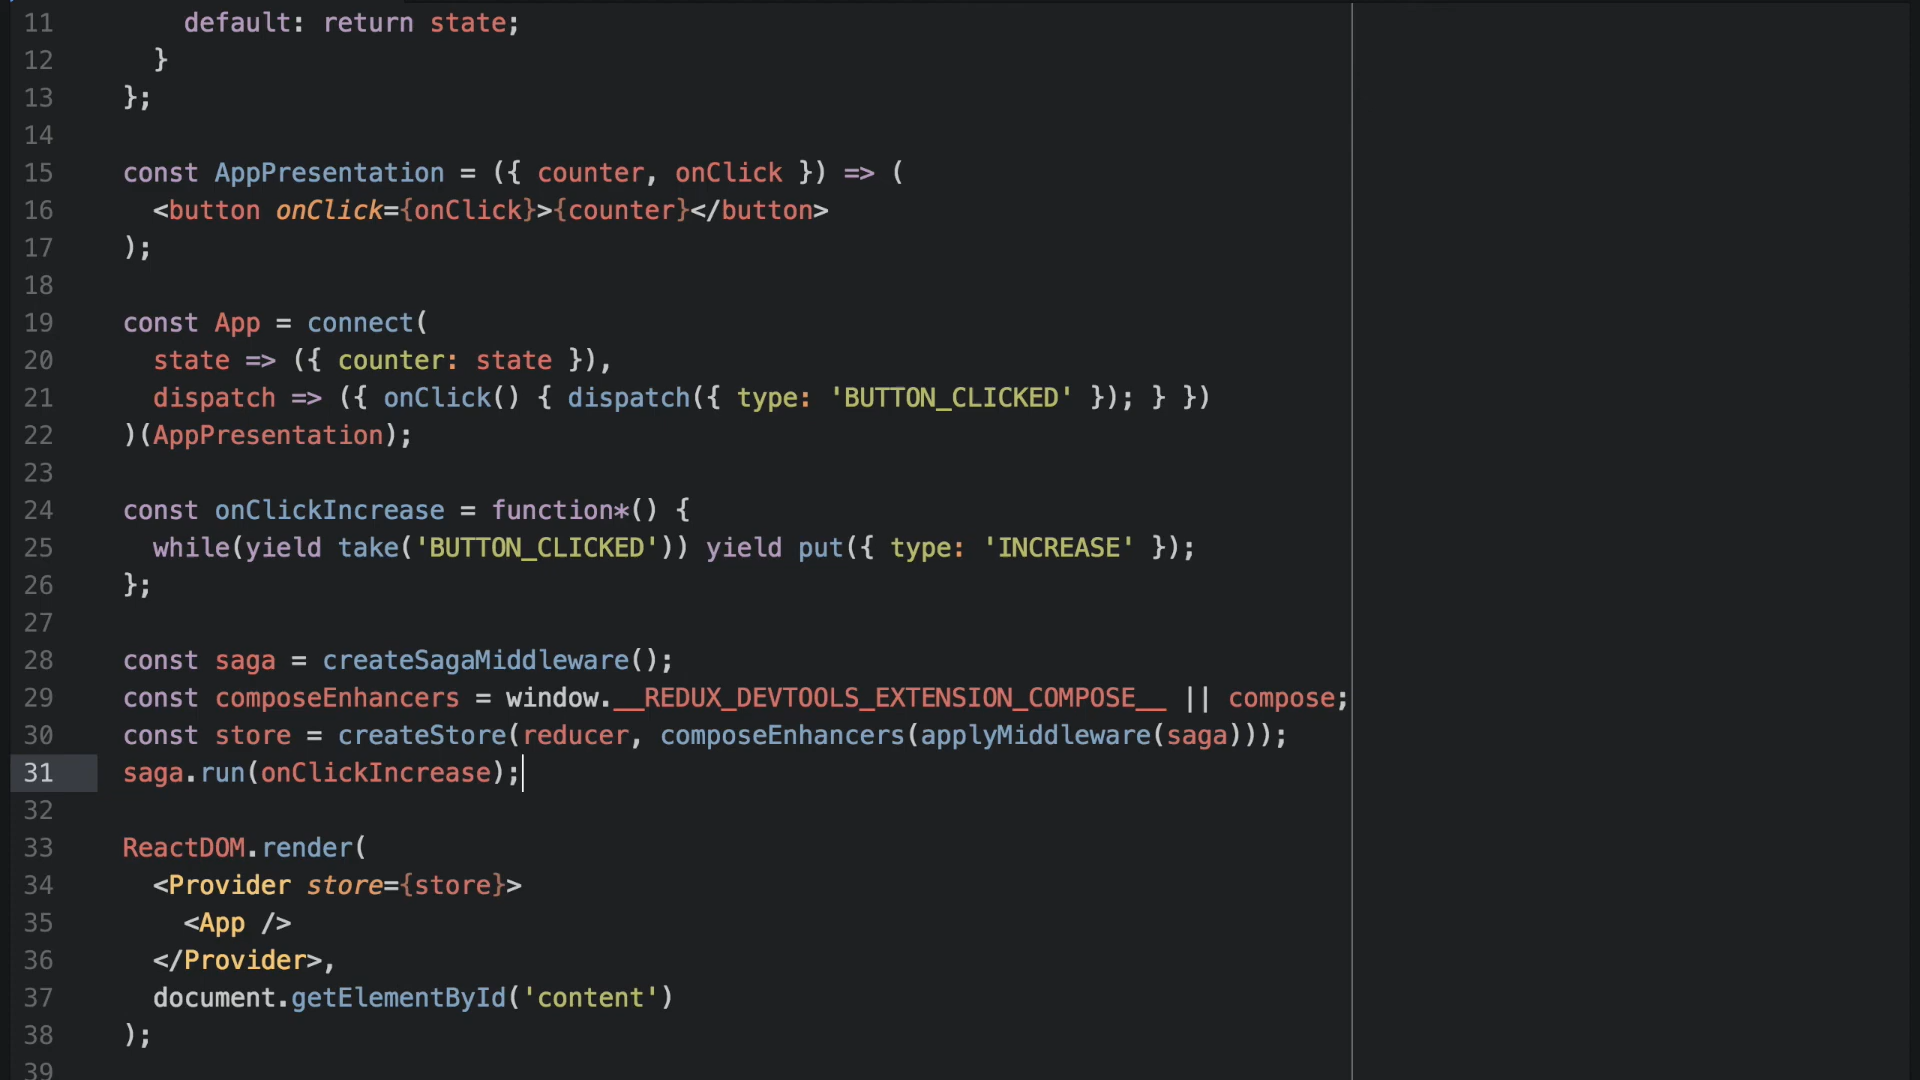 11 default: return state;
12 }
13 };
14
15 const AppPresentation = ({ counter, onClick }) => (
16 <button onClick={onClick}>{counter}</button>
17 );
18
19 const App = connect(
20 state => ({ counter: state }),
21 dispatch => ({ onClick() { dispatch({ type: 'BUTTON_CLICKED' }); } })
22 )(AppPresentation);
23
24 const onClickIncrease = function*() {
25 while(yield take('BUTTON_CLICKED')) yield put({ type: 'INCREASE' });
26 };
27
28 const saga = createSagaMiddleware();
29 const composeEnhancers = window.__REDUX_DEVTOOLS_EXTENSION_COMPOSE__ || compose;
30 const store = createStore(reducer, composeEnhancers(applyMiddleware(saga)));
31 saga.run(onClickIncrease);
32
33 ReactDOM.render(
34 <Provider store={store}>
35 <App />
36 </Provider>,
37 document.getElementById('content')
38 );
39